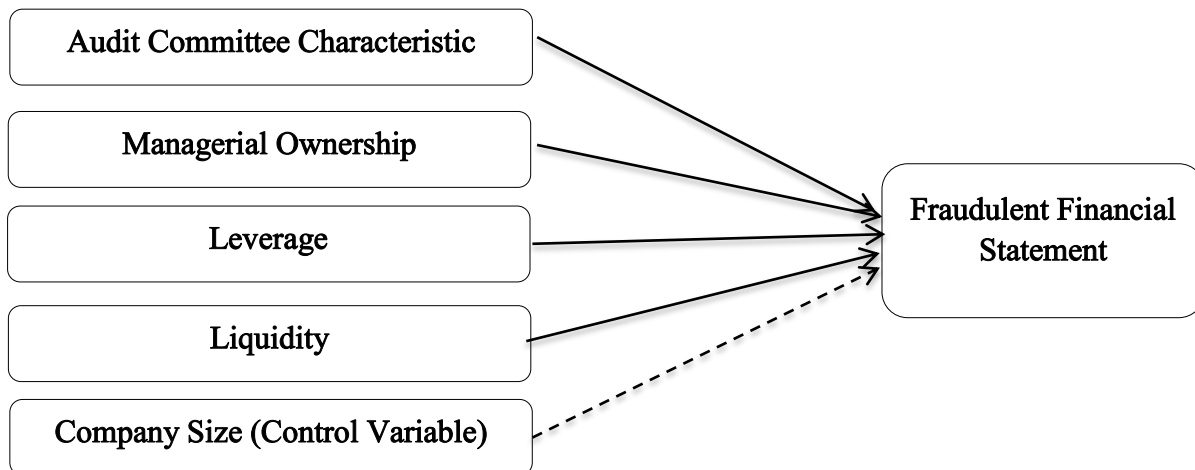 Audit Committee Characteristic
Managerial Ownership
Leverage
Liquidity
Company Size (Control Variable)
Fraudulent Financial
Statement